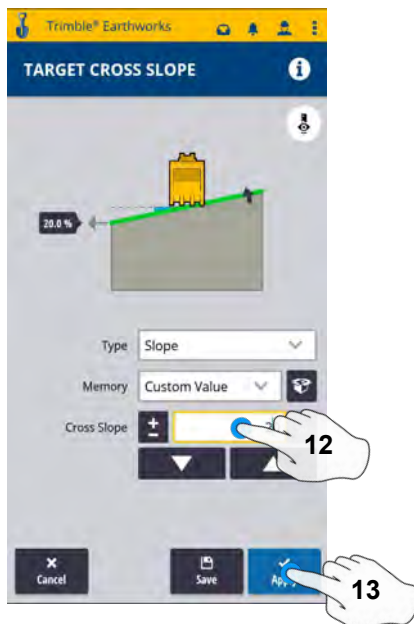 Trimble® Earthworks
TARGET CROSS SLOPE
20.0 %
Type
Slope
Memory
Custom Value
Cross Slope
12
Cancel
Save
13